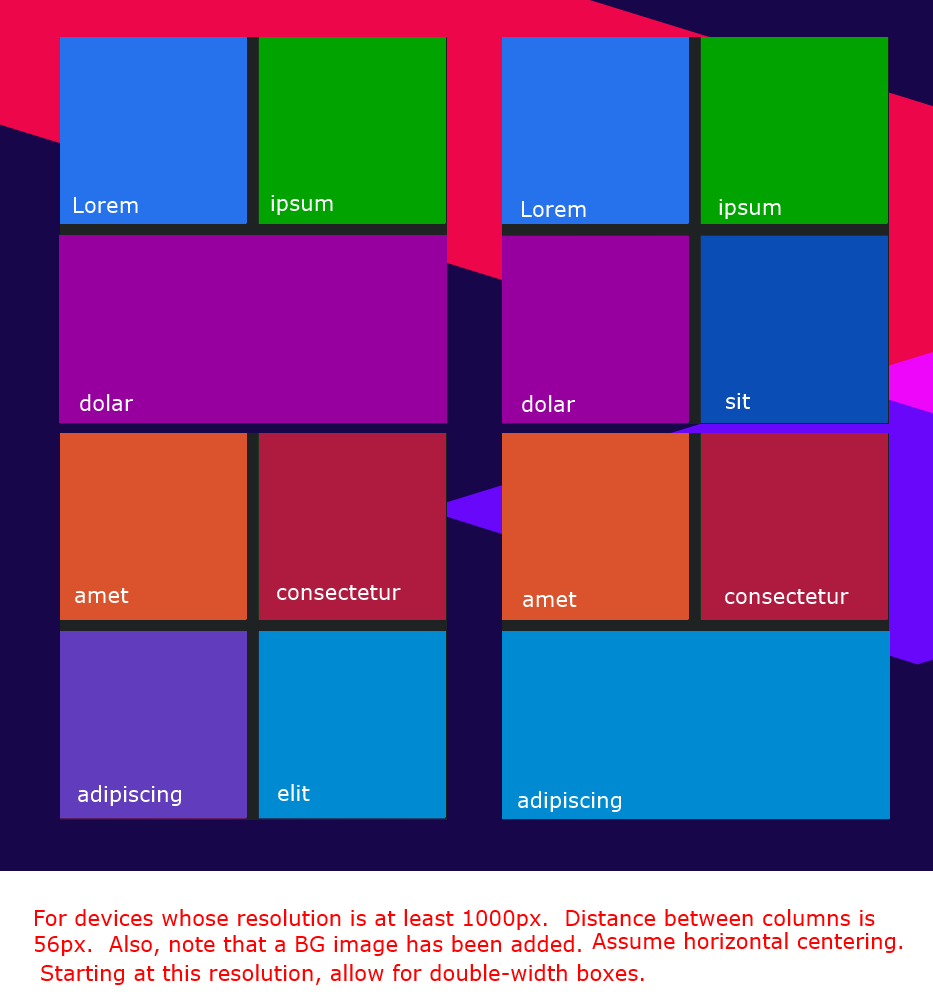 Lorem
ipsum
dolar
amet
consectetur
adipiscing
elit
Lorem
ipsum
dolar
sit
amet
consectetur
adipiscing
For devices whose resolution is at least 1000px. Distance between columns is
56px. Also, note that a BG image has been added. Assume horizontal centering.
Starting at this resolution, allow for double-width boxes.